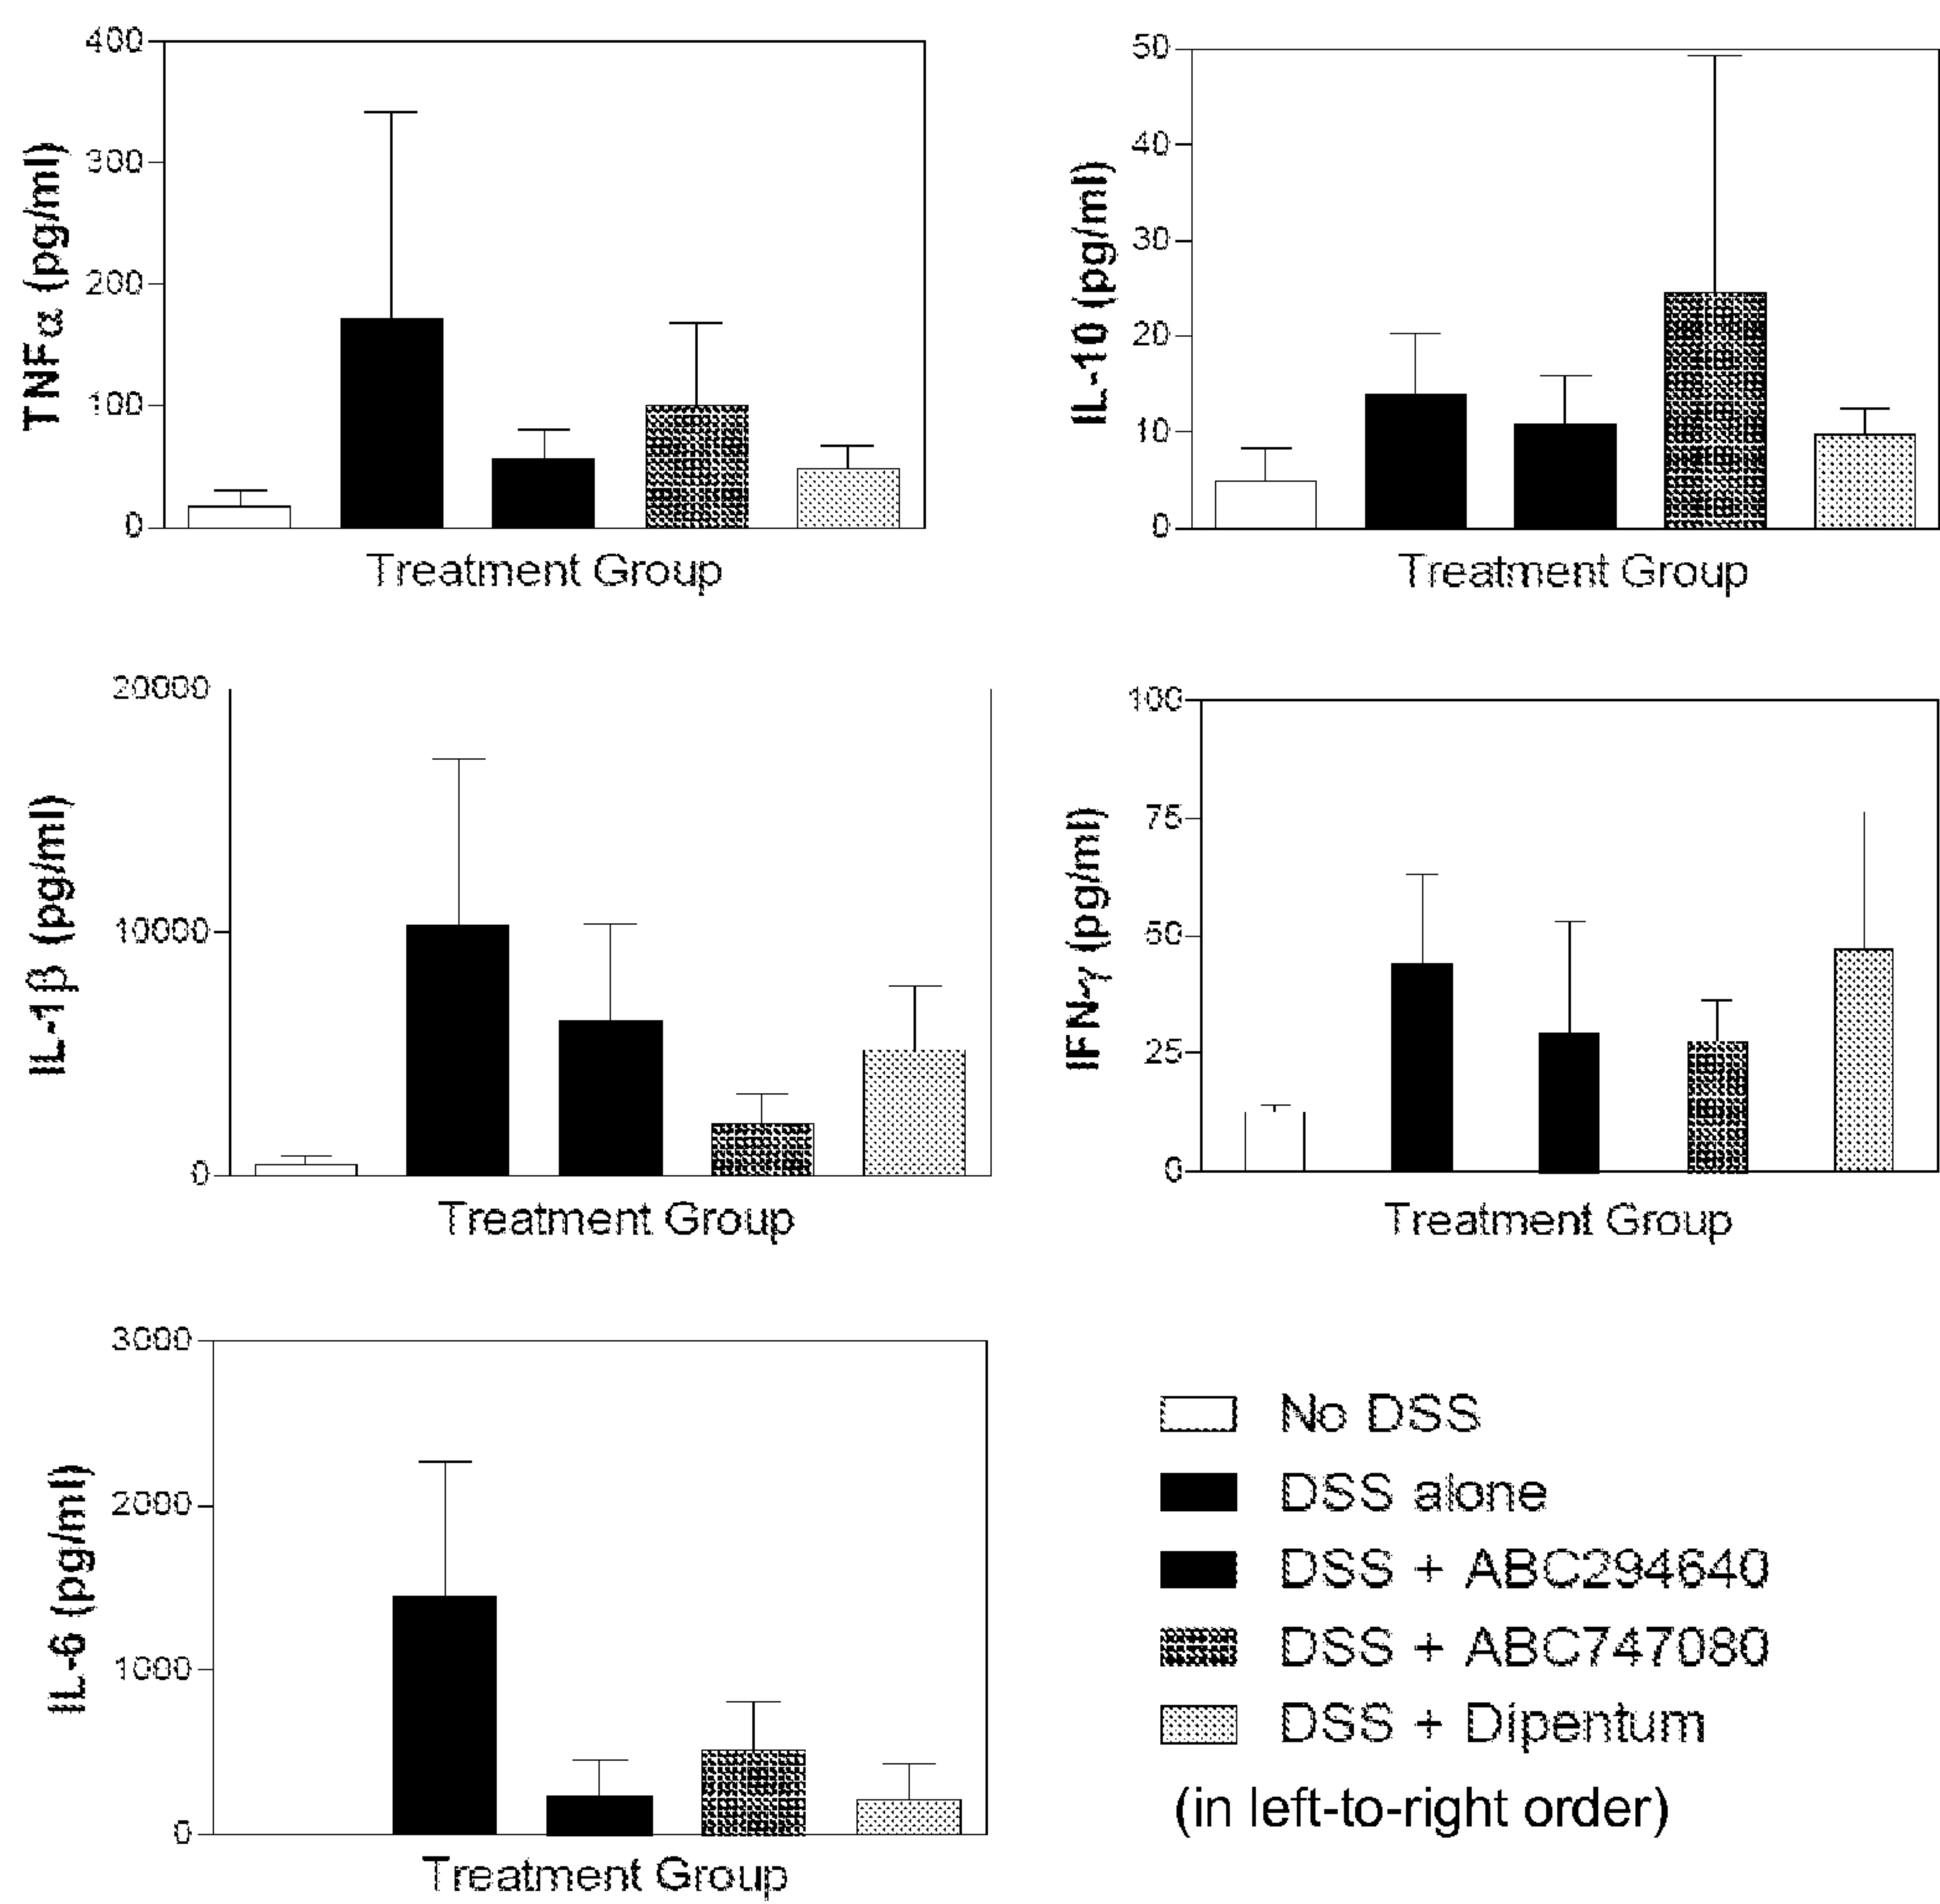 400
300
200
100
0
TNFα (pg/ml)
Treatment Group
50
40
30
20
10
0
IL-10 (pg/ml)
Treatment Group
20000
10000
0
IL-1β (pg/ml)
Treatment Group
100
75
50
25
0
IFN-γ (pg/ml)
Treatment Group
3000
2000
1000
0
IL-6 (pg/ml)
Treatment Group
No DSS
DSS alone
DSS + ABC294640
DSS + ABC747080
DSS + Dipentum
(in left-to-right order)